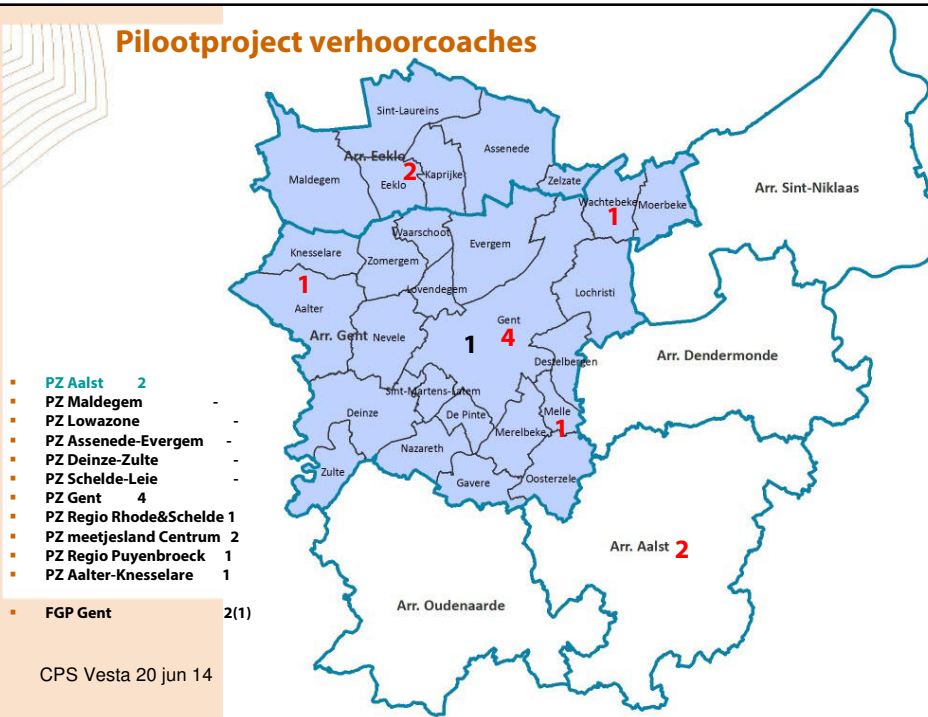 Pilootproject verhoorcoaches
Sint-Laureins
Assenede
Arr. Eeklo
2
Kaprijke
Maldegem
Eeklo
Zelzate
Arr. Sint-Niklaas
Wachtebeke
Moerbeke
1
Waarschoot
Evergem
Knesselare
Zomergem
1
Lovendegem
Lochristi
Aalter
Gent
Arr. Gent
Nevele
1
4
Destelbergen
Arr. Dendermonde
Sint-Martens-Latem
Deinze
De Pinte
Melle
Merelbeke
1
Nazareth
Zulte
Gavere
Oosterzele
Arr. Aalst
2
Arr. Oudenaarde
▪ PZ Aalst 2
▪ PZ Maldegem -
▪ PZ Lowazone -
▪ PZ Assenede-Evergem -
▪ PZ Deinze-Zulte -
▪ PZ Schelde-Leie -
▪ PZ Gent 4
▪ PZ Regio Rhode&Schelde 1
▪ PZ meetjesland Centrum 2
▪ PZ Regio Puyenbroeck 1
▪ PZ Aalter-Knesselare 1
▪ FGP Gent 2(1)
CPS Vesta 20 jun 14